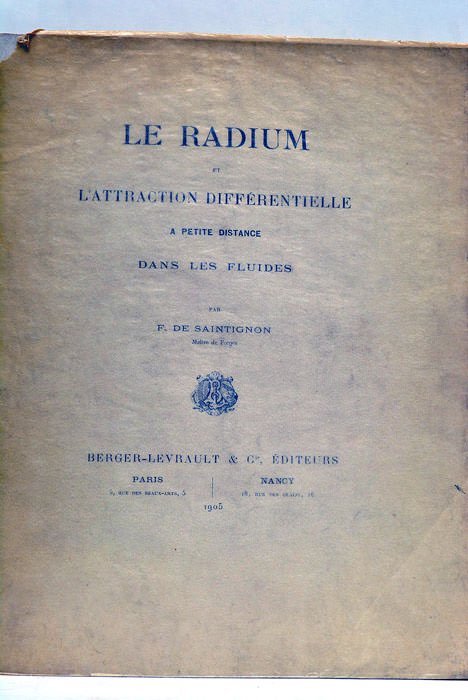 LE RADIUM
ET
L'ATTRACTION DIFFÉRENTIELLE
A PETITE DISTANCE
DANS LES FLUIDES
PAR
F. DE SAINTIGNON
Maître de Forges
BERGER-LEVRAULT & Cie, ÉDITEURS
PARIS
5, RUE DES BEAUX-ARTS, 5
NANCY
18, RUE DES GLACIS, 18
1905